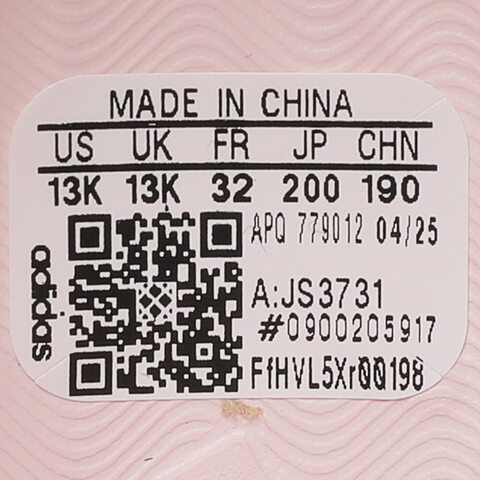 MADE IN CHINA
US UK FR JP CHN
13K 13K 32 200 190
APQ 779012 04/25
adidas
A:JS3731
#0900205917
FfHVL5Xr00198